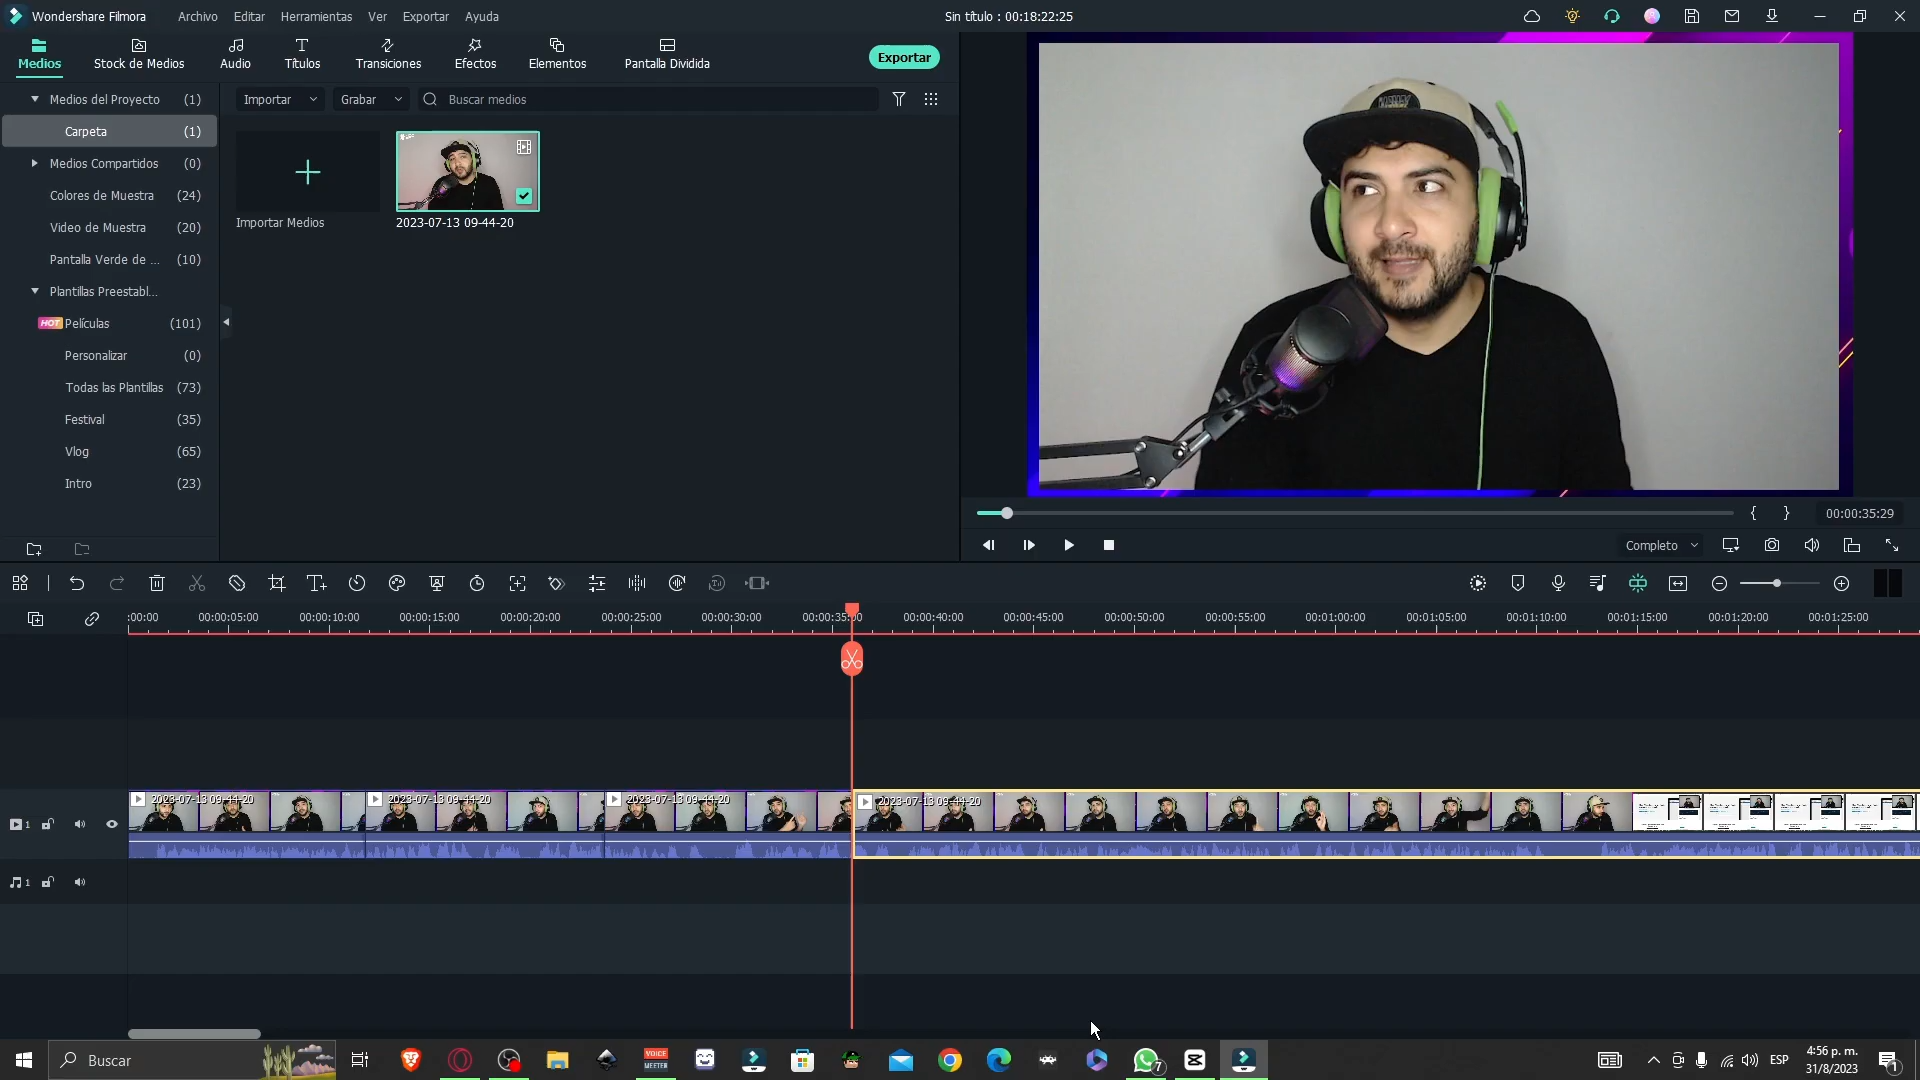 Wondershare Filmora
Archivo
Editar
Herramientas
Ver
Exportar
Ayuda
Sin título : 00:18:22:25
Medios
Stock de Medios
Audio
Títulos
Transiciones
Efectos
Elementos
Pantalla Dividida
Exportar
Medios del Proyecto (1)
Carpeta (1)
Medios Compartidos (0)
Colores de Muestra (24)
Video de Muestra (20)
Pantalla Verde de ... (10)
Plantillas Preestabl...
HOT Películas (101)
Personalizar (0)
Todas las Plantillas (73)
Festival (35)
Vlog (65)
Intro (23)
Importar
Grabar
Buscar medios
Importar Medios
2023-07-13 09-44-20
{ }
00:00:35:29
Completo
:00:00
00:00:05:00
00:00:10:00
00:00:15:00
00:00:20:00
00:00:25:00
00:00:30:00
00:00:35:00
00:00:40:00
00:00:45:00
00:00:50:00
00:00:55:00
00:01:00:00
00:01:05:00
00:01:10:00
00:01:15:00
00:01:20:00
00:01:25:00
2023-07-13 09-44-20
2023-07-13 09-44-20
2023-07-13 09-44-20
2023-07-13 09-44-20
1
1
Buscar
VOICE
MEETER
7
ESP
4:56 p. m.
31/8/2023
1